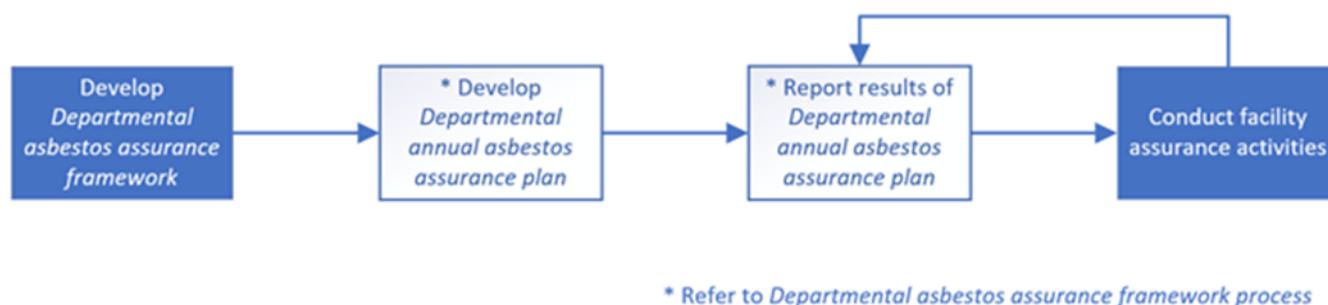 Develop
Departmental
asbestos assurance
framework
* Develop
Departmental
annual asbestos
assurance plan
* Report results of
Departmental
annual asbestos
assurance plan
Conduct facility
assurance activities
* Refer to Departmental asbestos assurance framework process